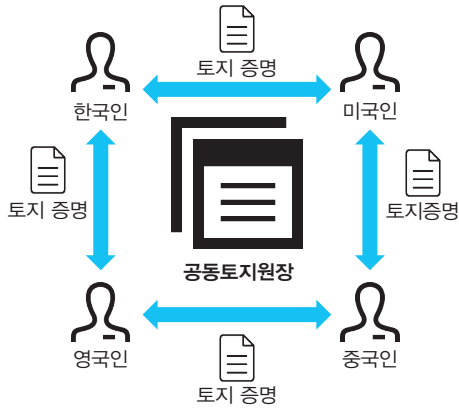 토지 증명
한국인
미국인
토지 증명
토지증명
공동토지원장
영국인
중국인
토지 증명